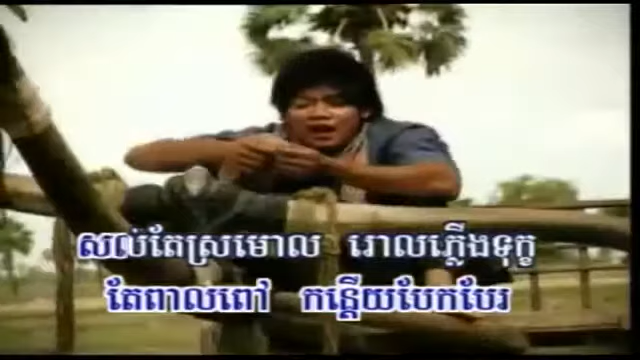 សល់តែស្រមោល រោលភ្លើងទុក្ខ
តែពាលពៅ កន្តើយបែកបែរ